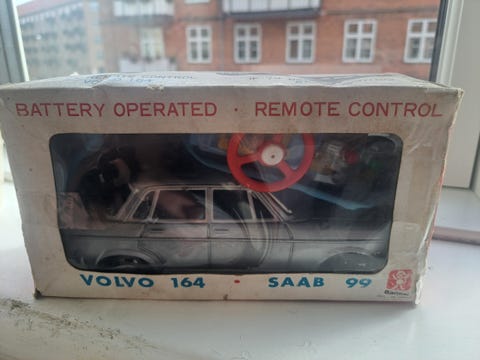 BATTERY OPERATED · REMOTE CONTROL
VOLVO 164 · SAAB 99